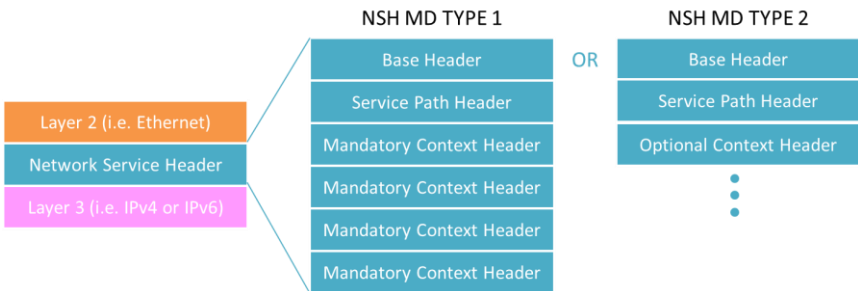 NSH MD TYPE 1
NSH MD TYPE 2
Base Header
OR
Base Header
Service Path Header
Service Path Header
Layer 2 (i.e. Ethernet)
Mandatory Context Header
Optional Context Header
Network Service Header
Mandatory Context Header
Layer 3 (i.e. IPv4 or IPv6)
Mandatory Context Header
Mandatory Context Header